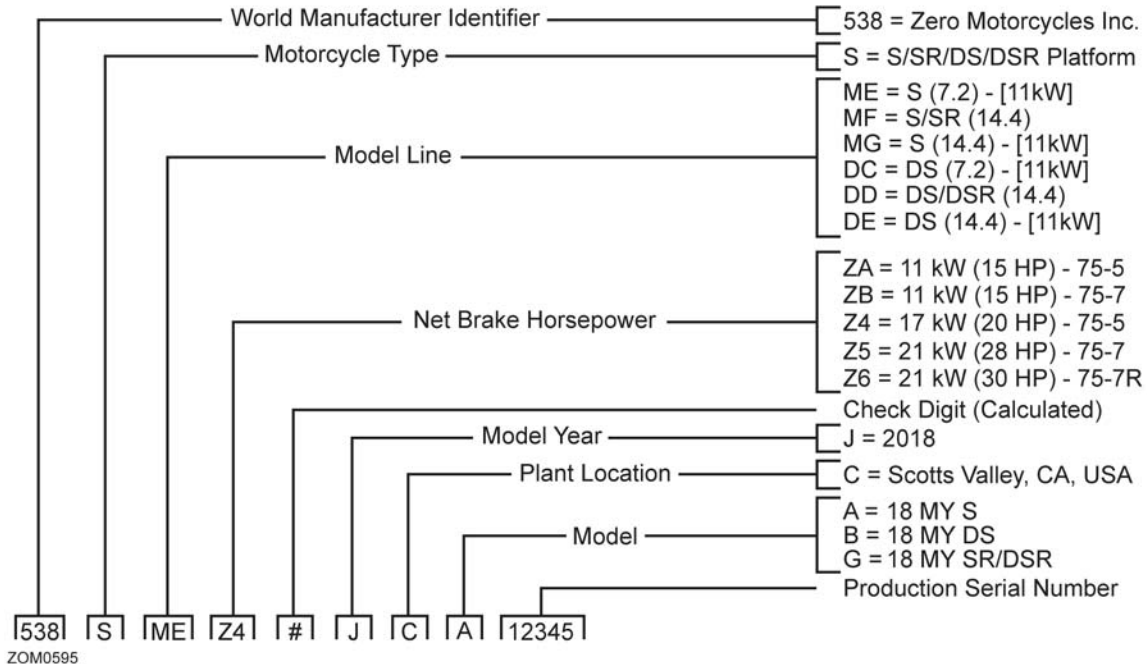 World Manufacturer Identifier
538 = Zero Motorcycles Inc.
Motorcycle Type
S = S/SR/DS/DSR Platform
Model Line
ME = S (7.2) - [11kW]
MF = S/SR (14.4)
MG = S (14.4) - [11kW]
DC = DS (7.2) - [11kW]
DD = DS/DSR (14.4)
DE = DS (14.4) - [11kW]
Net Brake Horsepower
ZA = 11 kW (15 HP) - 75-5
ZB = 11 kW (15 HP) - 75-7
Z4 = 17 kW (20 HP) - 75-5
Z5 = 21 kW (28 HP) - 75-7
Z6 = 21 kW (30 HP) - 75-7R
Check Digit (Calculated)
Model Year
J = 2018
Plant Location
C = Scotts Valley, CA, USA
Model
A = 18 MY S
B = 18 MY DS
G = 18 MY SR/DSR
Production Serial Number
538 S ME Z4 # J C A 12345
ZOM0595